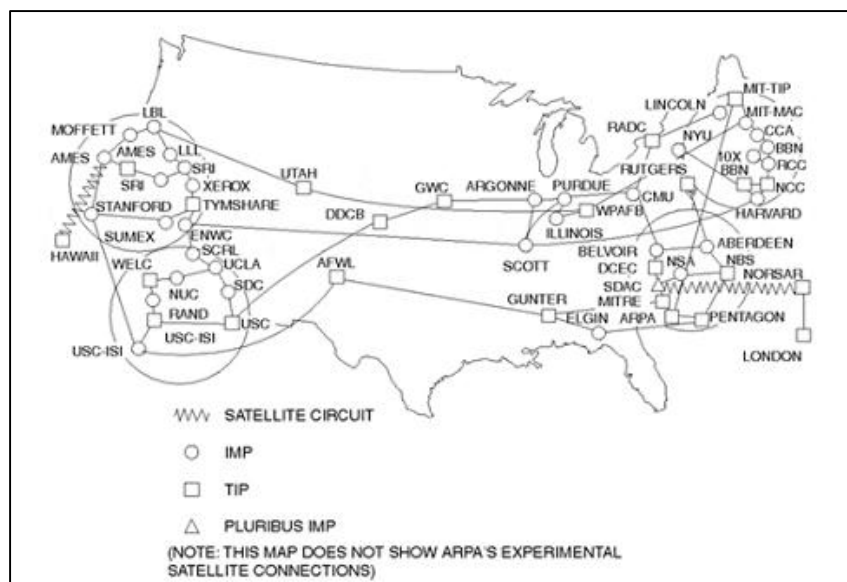 MIT-TIP
LINCOLN
LBL
MIT-MAC
MOFFETT
RADC
NYU
CCA
LLL
BBN
AMES
AMES
SRI
10X
RCC
SRI
XEROX
UTAH
RUTGERS
BBN
NCC
GWC
ARGONNE
PURDUE
CMU
HARVARD
STANFORD
TYMSHARE
DDCB
WPAFB
SUMEX
ENWC
ILLINOIS
ABERDEEN
HAWAII
SCRL
SCOTT
BELVOIR
WELC
UCLA
AFWL
DCEC
NSA
NBS
NORSAR
NUC
SDC
SDAC
RAND
GUNTER
MITRE
USC-ISI
USC
ELGIN
ARPA
PENTAGON
USC-ISI
LONDON
SATELLITE CIRCUIT
IMP
TIP
PLURIBUS IMP
(NOTE: THIS MAP DOES NOT SHOW ARPA'S EXPERIMENTAL
SATELLITE CONNECTIONS)